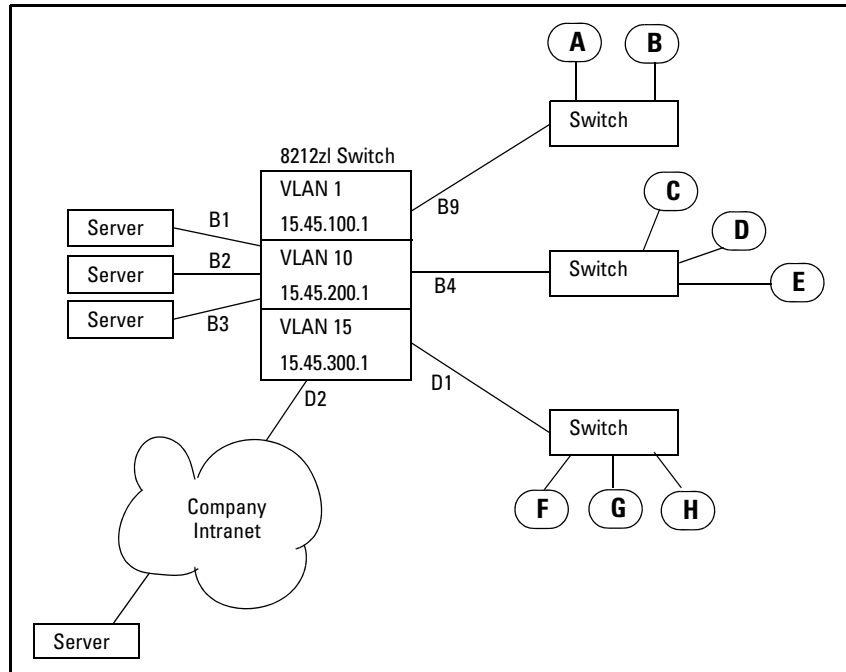 A
B
Switch
8212zl Switch
VLAN 1
15.45.100.1
B9
C
Server
B1
D
Server
B2
VLAN 10
15.45.200.1
B4
Switch
E
Server
B3
VLAN 15
15.45.300.1
D2
D1
Switch
Company
Intranet
F
G
H
Server